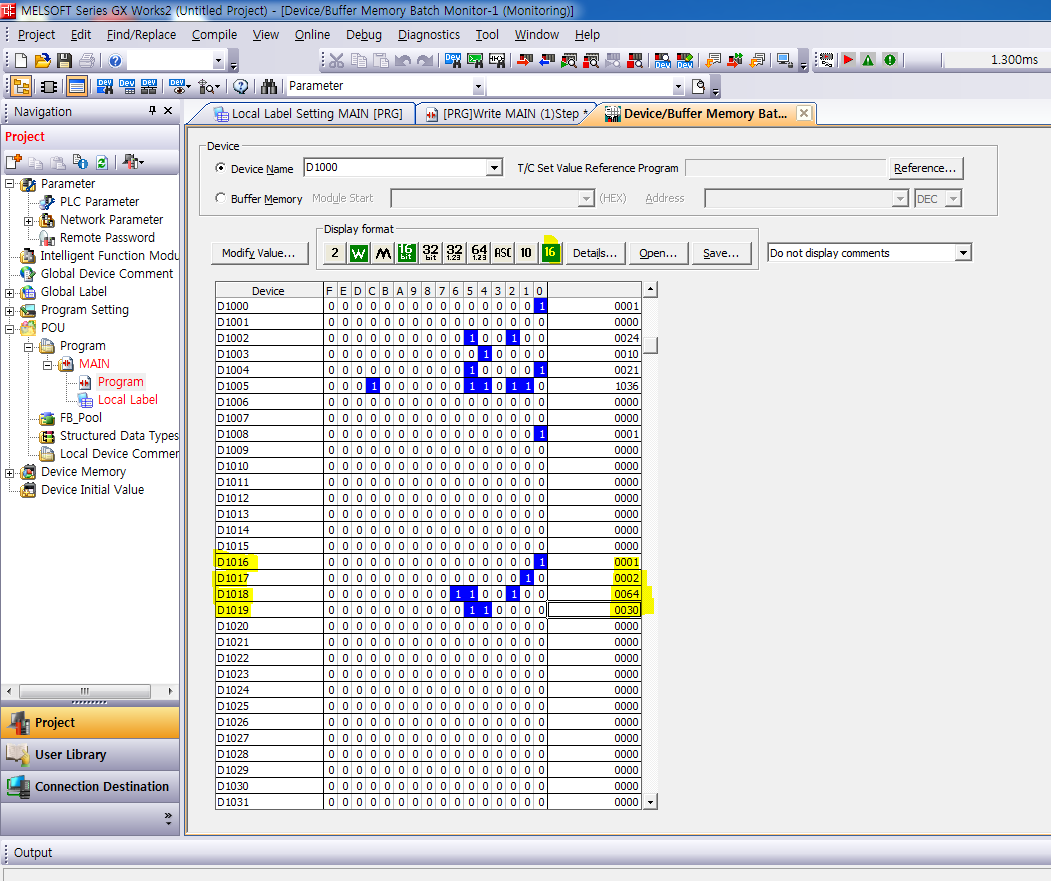 MELSOFT Series GX Works2 (Untitled Project) - [Device/Buffer Memory Batch Monitor-1 (Monitoring)]
Project Edit Find/Replace Compile View Online Debug Diagnostics Tool Window Help
1.300ms
Parameter
Navigation
Local Label Setting MAIN [PRG] [PRG]Write MAIN (1)Step * Device/Buffer Memory Bat...
Project
Parameter
PLC Parameter
Network Parameter
Remote Password
Intelligent Function Modu
Global Device Comment
Global Label
Program Setting
POU
Program
MAIN
Program
Local Label
FB_Pool
Structured Data Types
Local Device Commer
Device Memory
Device Initial Value
Project
User Library
Connection Destination
Device
Device Name D1000 T/C Set Value Reference Program Reference...
Buffer Memory Module Start (HEX) Address DEC
Display format
Modify Value... 2 W M 16 bit 32 bit 32 1.23 64 1.23 ASC 10 16 Details... Open... Save... Do not display comments
Device F E D C B A 9 8 7 6 5 4 3 2 1 0
D1000 0 0 0 0 0 0 0 0 0 0 0 0 0 0 0 1 0001
D1001 0 0 0 0 0 0 0 0 0 0 0 0 0 0 0 0 0000
D1002 0 0 0 0 0 0 0 0 0 0 1 0 0 1 0 0 0024
D1003 0 0 0 0 0 0 0 0 0 0 0 1 0 0 0 0 0010
D1004 0 0 0 0 0 0 0 0 0 0 1 0 0 0 0 1 0021
D1005 0 0 0 1 0 0 0 0 0 0 1 1 0 1 1 0 1036
D1006 0 0 0 0 0 0 0 0 0 0 0 0 0 0 0 0 0000
D1007 0 0 0 0 0 0 0 0 0 0 0 0 0 0 0 0 0000
D1008 0 0 0 0 0 0 0 0 0 0 0 0 0 0 0 1 0001
D1009 0 0 0 0 0 0 0 0 0 0 0 0 0 0 0 0 0000
D1010 0 0 0 0 0 0 0 0 0 0 0 0 0 0 0 0 0000
D1011 0 0 0 0 0 0 0 0 0 0 0 0 0 0 0 0 0000
D1012 0 0 0 0 0 0 0 0 0 0 0 0 0 0 0 0 0000
D1013 0 0 0 0 0 0 0 0 0 0 0 0 0 0 0 0 0000
D1014 0 0 0 0 0 0 0 0 0 0 0 0 0 0 0 0 0000
D1015 0 0 0 0 0 0 0 0 0 0 0 0 0 0 0 0 0000
D1016 0 0 0 0 0 0 0 0 0 0 0 0 0 0 0 1 0001
D1017 0 0 0 0 0 0 0 0 0 0 0 0 0 0 1 0 0002
D1018 0 0 0 0 0 0 0 0 0 1 1 0 0 1 0 0 0064
D1019 0 0 0 0 0 0 0 0 0 0 1 1 0 0 0 0 0030
D1020 0 0 0 0 0 0 0 0 0 0 0 0 0 0 0 0 0000
D1021 0 0 0 0 0 0 0 0 0 0 0 0 0 0 0 0 0000
D1022 0 0 0 0 0 0 0 0 0 0 0 0 0 0 0 0 0000
D1023 0 0 0 0 0 0 0 0 0 0 0 0 0 0 0 0 0000
D1024 0 0 0 0 0 0 0 0 0 0 0 0 0 0 0 0 0000
D1025 0 0 0 0 0 0 0 0 0 0 0 0 0 0 0 0 0000
D1026 0 0 0 0 0 0 0 0 0 0 0 0 0 0 0 0 0000
D1027 0 0 0 0 0 0 0 0 0 0 0 0 0 0 0 0 0000
D1028 0 0 0 0 0 0 0 0 0 0 0 0 0 0 0 0 0000
D1029 0 0 0 0 0 0 0 0 0 0 0 0 0 0 0 0 0000
D1030 0 0 0 0 0 0 0 0 0 0 0 0 0 0 0 0 0000
D1031 0 0 0 0 0 0 0 0 0 0 0 0 0 0 0 0 0000
Output